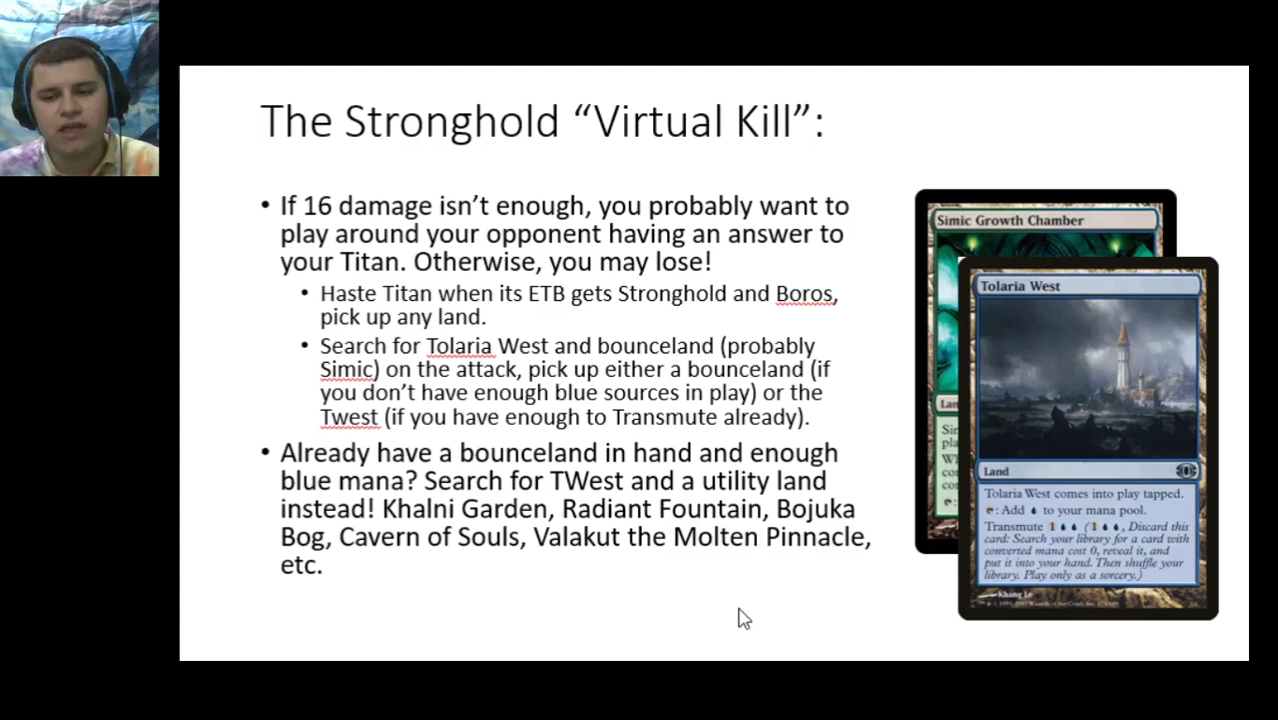 The Stronghold “Virtual Kill”:
• If 16 damage isn’t enough, you probably want to
play around your opponent having an answer to
your Titan. Otherwise, you may lose!
• Haste Titan when its ETB gets Stronghold and Boros,
pick up any land.
• Search for Tolaria West and bounceland (probably
Simic) on the attack, pick up either a bounceland (if
you don’t have enough blue sources in play) or the
Twest (if you have enough to Transmute already).
• Already have a bounceland in hand and enough
blue mana? Search for TWest and a utility land
instead! Khalni Garden, Radiant Fountain, Bojuka
Bog, Cavern of Souls, Valakut the Molten Pinnacle,
etc.
Simic Growth Chamber
Tolaria West
Land
Tolaria West comes into play tapped.
: Add to your mana pool.
Transmute 1 (1 , Discard this
card: Search your library for a card with
converted mana cost 0, reveal it, and
put it into your hand. Then shuffle your
library. Play only as a sorcery.)
Khang Le